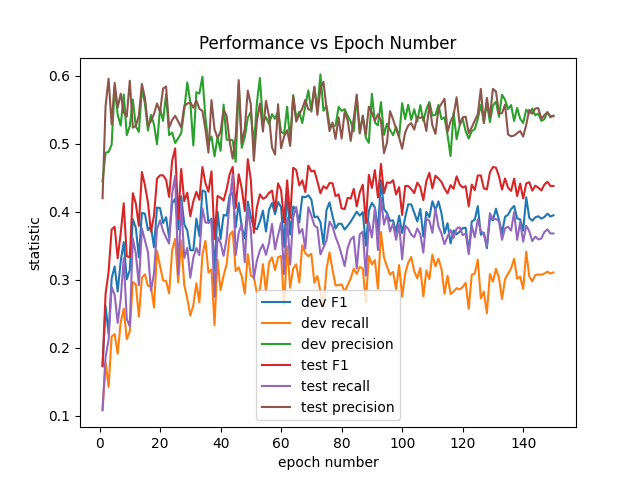 Performance vs Epoch Number
statistic
0.6
0.5
0.4
0.3
0.2
0.1
dev F1
dev recall
dev precision
test F1
test recall
test precision
0 20 40 60 80 100 120 140
epoch number